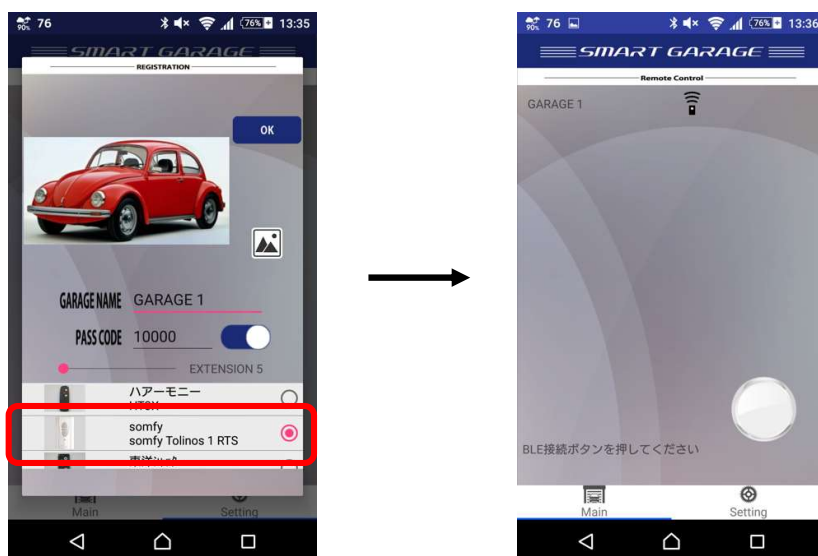 90% 76 76% 13:35
SMART GARAGE
REGISTRATION
OK
GARAGE NAME GARAGE 1
PASS CODE 10000
EXTENSION 5
ハアーモニー
somfy
somfy Tolinos 1 RTS
Main Setting
90% 76 76% 13:36
SMART GARAGE
Remote Control
GARAGE 1
BLE接続ボタンを押してください
Main Setting